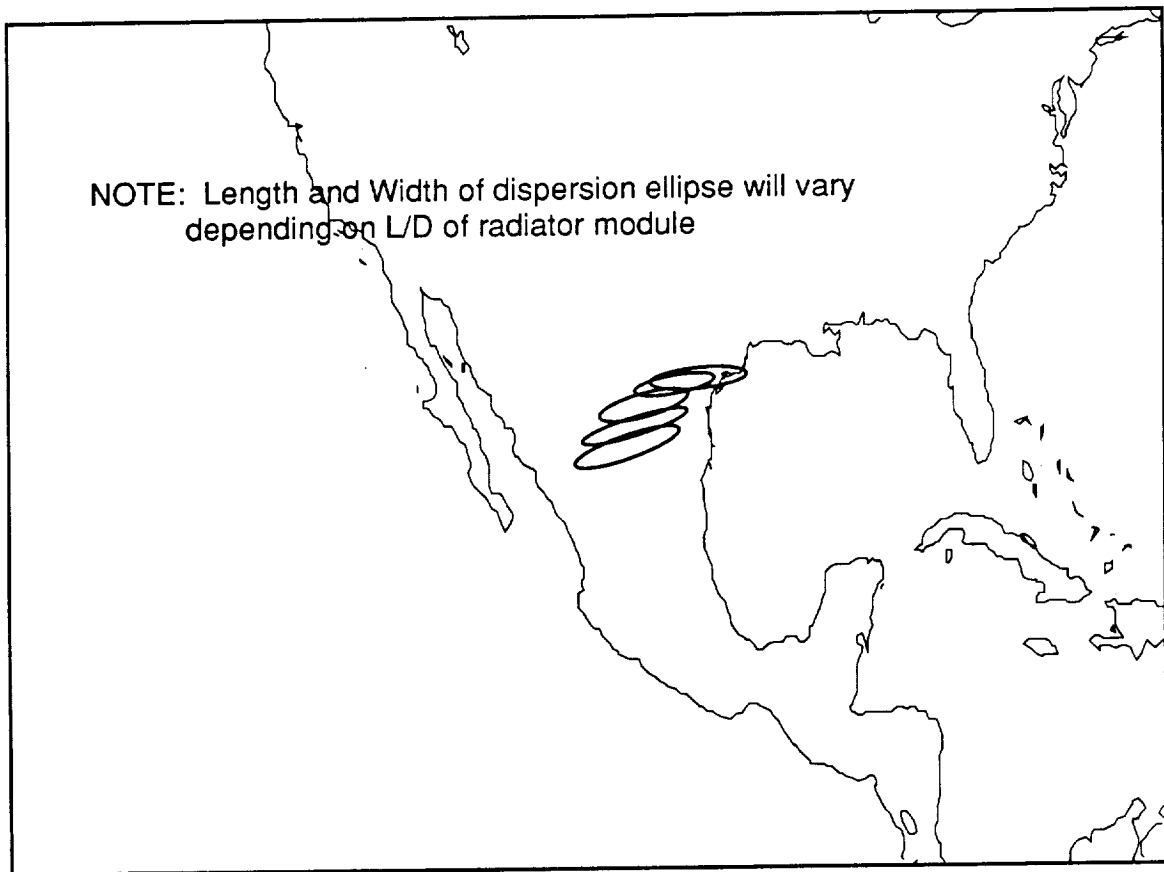 NOTE: Length and Width of dispersion ellipse will vary
depending on L/D of radiator module